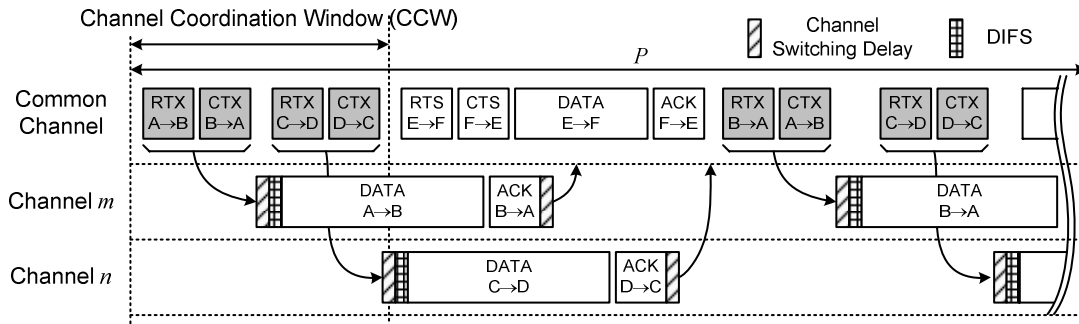 Channel Coordination Window (CCW)
Channel
Switching Delay
DIFS
P
Common
Channel
RTX
A→B
CTX
B→A
RTX
C→D
CTX
D→C
RTS
E→F
CTS
F→E
DATA
E→F
ACK
F→E
RTX
B→A
CTX
A→B
RTX
C→D
CTX
D→C
Channel m
DATA
A→B
ACK
B→A
DATA
B→A
Channel n
DATA
C→D
ACK
D→C